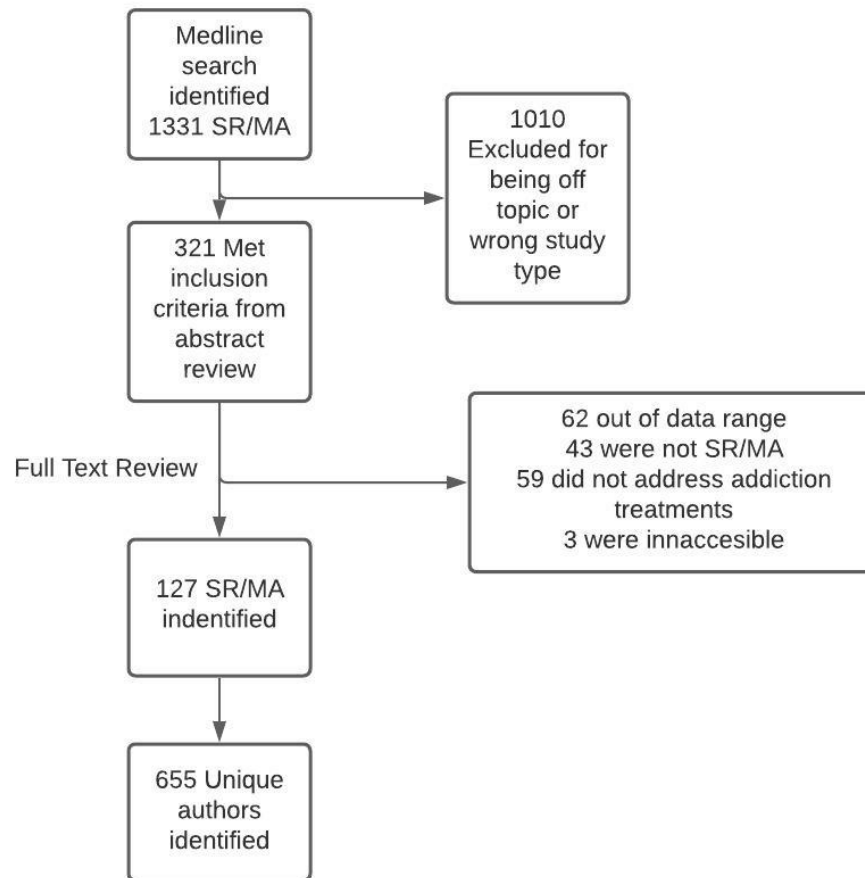 Medline
search
identified
1331 SR/MA
1010
Excluded for
being off
topic or
wrong study
type
321 Met
inclusion
criteria from
abstract
review
Full Text Review
62 out of data range
43 were not SR/MA
59 did not address addiction
treatments
3 were innaccesible
127 SR/MA
indentified
655 Unique
authors
identified